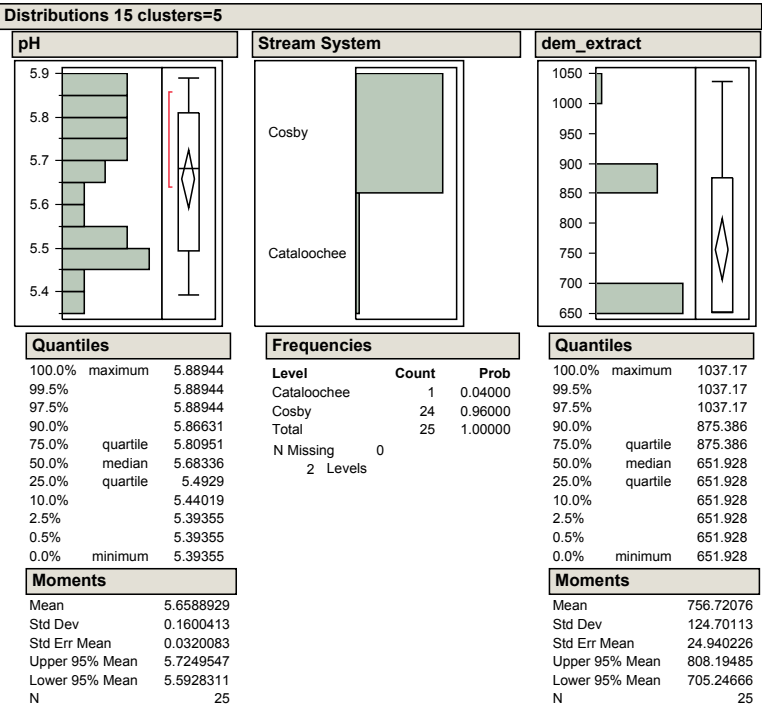 Distributions 15 clusters=5
pH
5.9
5.8
5.7
5.6
5.5
5.4
Quantiles
100.0% maximum 5.88944
99.5% 5.88944
97.5% 5.88944
90.0% 5.86631
75.0% quartile 5.80951
50.0% median 5.68336
25.0% quartile 5.4929
10.0% 5.44019
2.5% 5.39355
0.5% 5.39355
0.0% minimum 5.39355
Moments
Mean 5.6588929
Std Dev 0.1600413
Std Err Mean 0.0320083
Upper 95% Mean 5.7249547
Lower 95% Mean 5.5928311
N 25
Stream System
Cosby
Cataloochee
Frequencies
Level Count Prob
Cataloochee 1 0.04000
Cosby 24 0.96000
Total 25 1.00000
N Missing 0
2 Levels
dem_extract
1050
1000
950
900
850
800
750
700
650
Quantiles
100.0% maximum 1037.17
99.5% 1037.17
97.5% 1037.17
90.0% 875.386
75.0% quartile 875.386
50.0% median 651.928
25.0% quartile 651.928
10.0% 651.928
2.5% 651.928
0.5% 651.928
0.0% minimum 651.928
Moments
Mean 756.72076
Std Dev 124.70113
Std Err Mean 24.940226
Upper 95% Mean 808.19485
Lower 95% Mean 705.24666
N 25